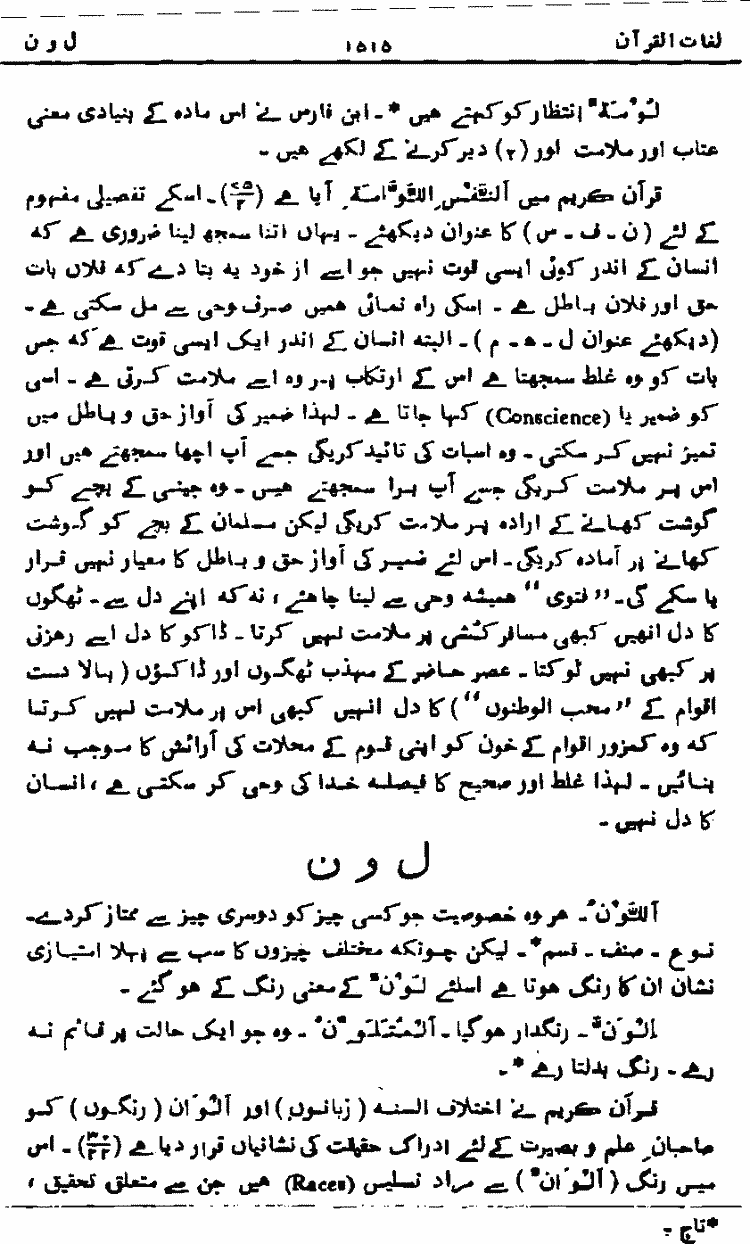 لغات القرآن ۱۵۱۵ ل و ن
لَوْمَۃٌ انتظار کو کہتے ھیں *۔ ابن فارس نے اس مادہ کے بنیادی معنی
عتاب اور ملامت اور (۲) دیر کرنے کے لکھے ھیں ۔
قرآن کریم میں اَلنَّفْسِ اللَّوَّامَۃِ آیا ہے (۷۵/۲)۔ اسکے تفصیلی مفہوم
کے لئے (ن ۔ ف ۔ س) کا عنوان دیکھئے ۔ یہاں اتنا سمجھ لینا ضروری ہے کہ
انسان کے اندر کوئی ایسی قوت نہیں جو اسے از خود یہ بتا دے کہ فلاں بات
حق اور فلاں باطل ہے ۔ اسکی راہ نمائی ھمیں صرف وحی سے مل سکتی ہے ۔
(دیکھئے عنوان ل ۔ ھ ۔ م) ۔ البتہ انسان کے اندر ایک ایسی قوت ہے کہ جس
بات کو وہ غلط سمجھتا ہے اس کے ارتکاب پر وہ اسے ملامت کرتی ہے ۔ اسی
کو ضمیر یا (Conscience) کہا جاتا ہے ۔ لہذا ضمیر کی آواز حق و باطل میں
تمیز نہیں کر سکتی ۔ وہ اسبات کی تائید کریگی جسے آپ اچھا سمجھتے ھیں اور
اس پر ملامت کریگی جسے آپ برا سمجھتے ھیں ۔ وہ جینی کے بچے کو
گوشت کھانے کے ارادہ پر ملامت کریگی لیکن مسلمان کے بچے کو گوشت
کھانے پر آمادہ کریگی ۔ اس لئے ضمیر کی آواز حق و باطل کا معیار نہیں قرار
پا سکے گی ۔ ”فتوی“ ھمیشہ وحی سے لینا چاھئے ، نہ کہ اپنے دل سے ۔ ٹھگوں
کا دل انھیں کبھی مسافر کشی پر ملامت نہیں کرتا ۔ ڈاکو کا دل اسے رھزنی
پر کبھی نہیں ٹوکتا ۔ عصر حاضر کے مہذب ٹھگوں اور ڈاکوؤں (بالا دست
اقوام کے ”محب الوطنوں“) کا دل انہیں کبھی اس پر ملامت نہیں کرتا
کہ وہ کمزور اقوام کے خون کو اپنی قوم کے محلات کی آرائش کا موجب نہ
بنائیں ۔ لہذا غلط اور صحیح کا فیصلہ خدا کی وحی کر سکتی ہے ، انسان
کا دل نہیں ۔
ل و ن
اَللَّوْنُ ۔ ھر وہ خصوصیت جو کسی چیز کو دوسری چیز سے ممتاز کردے۔
نوع ۔ صنف ۔ قسم *۔ لیکن چونکہ مختلف چیزوں کا سب سے پہلا امتیازی
نشان ان کا رنگ ھوتا ہے اسلئے لَوْنٌ کے معنی رنگ کے ھو گئے ۔
اِلْوَنَّ ۔ رنگدار ھوگیا ۔ اَلْمُتَلَوِّنُ ۔ وہ جو ایک حالت پر قائم نہ
رہے ۔ رنگ بدلتا رہے *۔
قرآن کریم نے اختلاف السنہ (زبانوں) اور اَلْوَان (رنگوں) کو
صاحبانِ علم و بصیرت کے لئے ادراک حقیقت کی نشانیاں قرار دیا ہے (۳۰/۲۲) ۔ اس
میں رنگ (اَلْوَانٌ) سے مراد نسلیں (Races) ھیں جن سے متعلق تحقیق ،
*تاج ۔